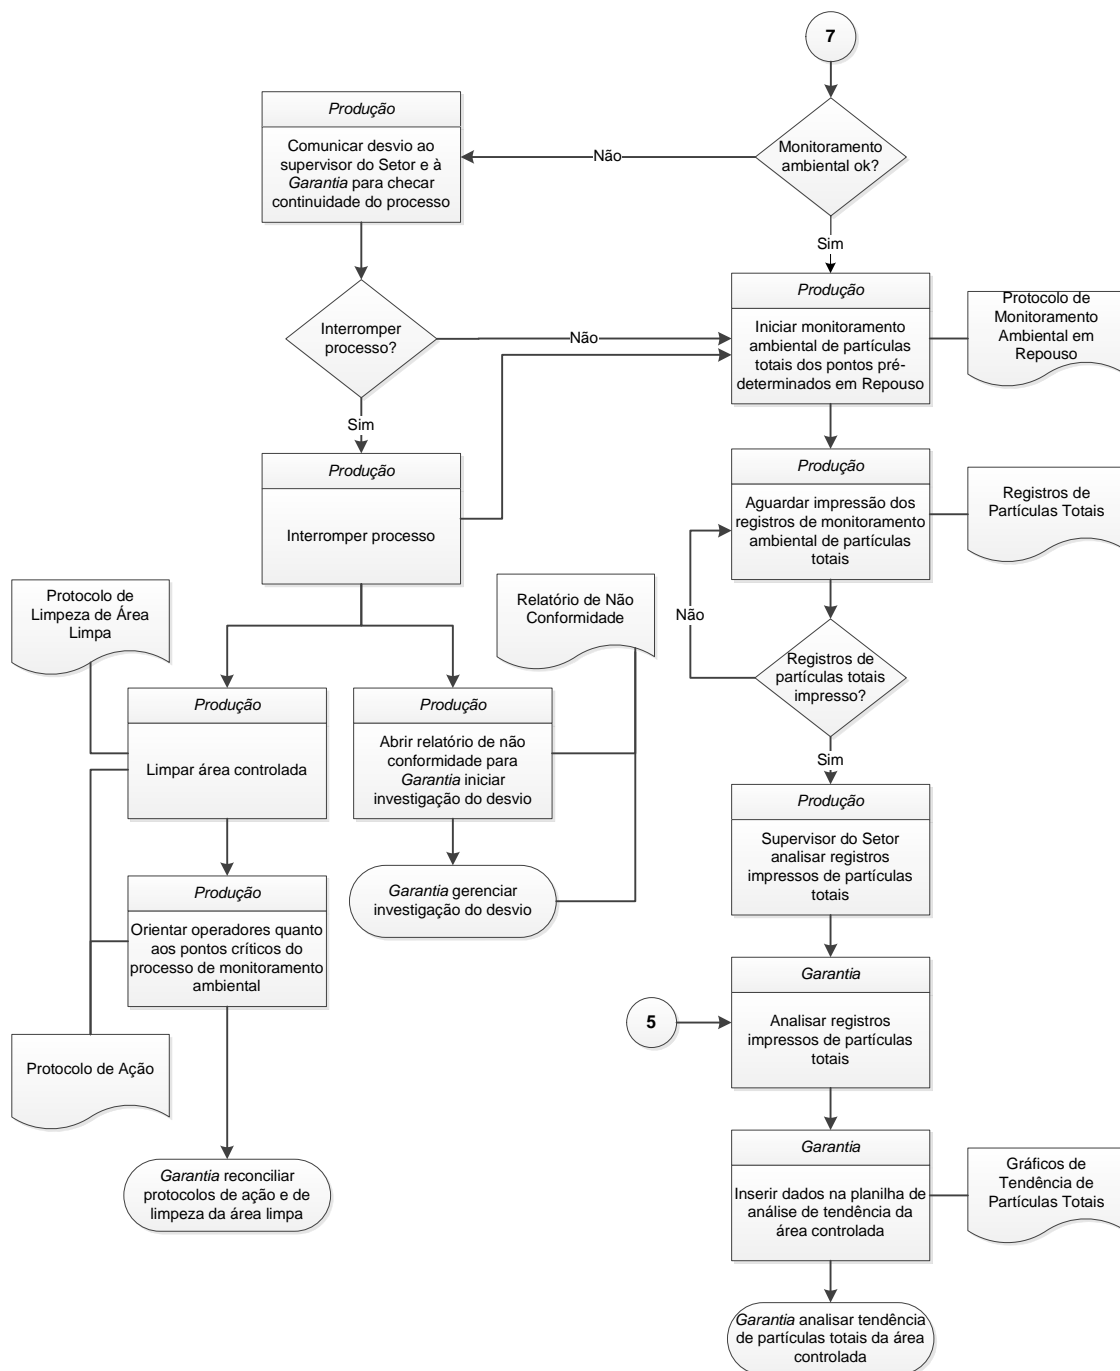 7
Produção
Comunicar desvio ao
supervisor do Setor e à
Garantia para checar
continuidade do processo
Não
Monitoramento
ambiental ok?
Sim
Interromper
processo?
Não
Produção
Iniciar monitoramento
ambiental de partículas
totais dos pontos pré-
determinados em Repouso
Protocolo de
Monitoramento
Ambiental em
Repouso
Sim
Produção
Interromper processo
Produção
Aguardar impressão dos
registros de monitoramento
ambiental de partículas
totais
Registros de
Partículas Totais
Protocolo de
Limpeza de Área
Limpa
Relatório de Não
Conformidade
Não
Registros de
partículas totais
impresso?
Sim
Produção
Limpar área controlada
Produção
Abrir relatório de não
conformidade para
Garantia iniciar
investigação do desvio
Produção
Supervisor do Setor
analisar registros
impressos de partículas
totais
Garantia gerenciar
investigação do desvio
Produção
Orientar operadores quanto
aos pontos críticos do
processo de monitoramento
ambiental
5
Garantia
Analisar registros
impressos de partículas
totais
Protocolo de Ação
Garantia reconciliar
protocolos de ação e de
limpeza da área limpa
Garantia
Inserir dados na planilha de
análise de tendência da
área controlada
Gráficos de
Tendência de
Partículas Totais
Garantia analisar tendência
de partículas totais da área
controlada